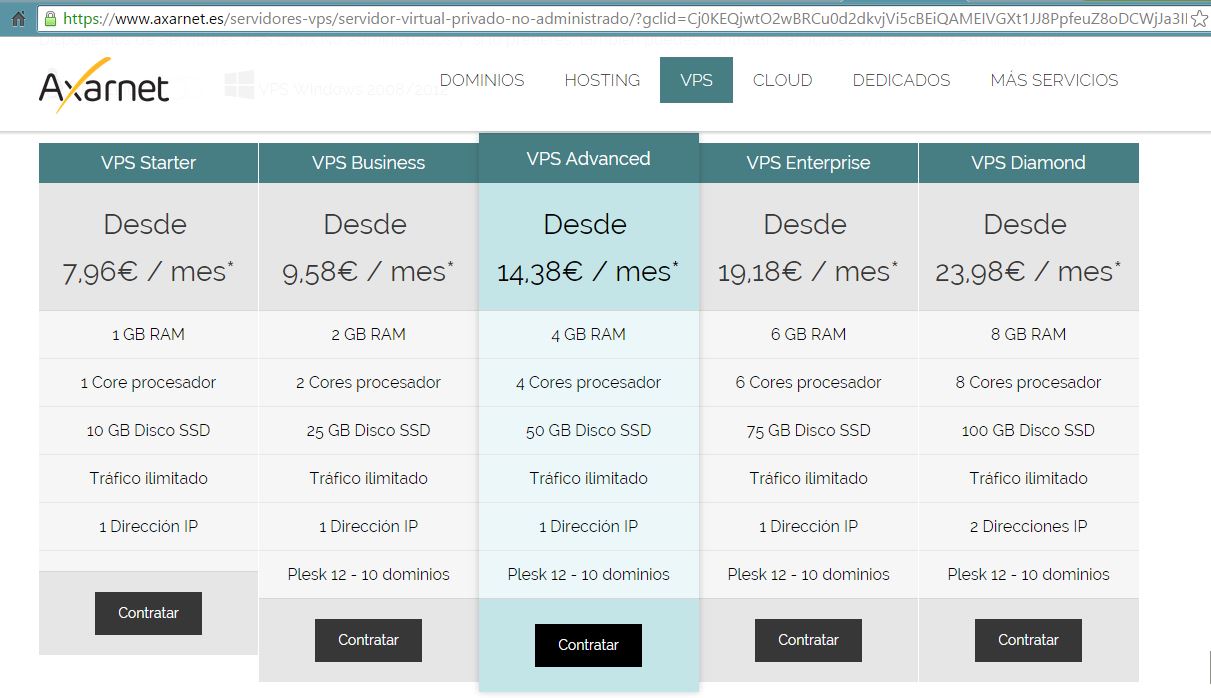 https://www.axarnet.es/servidores-vps/servidor-virtual-privado-no-administrado/?gclid=Cj0KEQjwtO2wBRCu0d2dkvjVi5cBEiQAMEIVGXt1JJ8PpfeuZ8oDCWjJa3
Axarnet
VPS Windows 2008/2012
DOMINIOS HOSTING VPS CLOUD DEDICADOS MÁS SERVICIOS
VPS Starter VPS Business VPS Advanced VPS Enterprise VPS Diamond
Desde Desde Desde Desde Desde
7,96€ / mes* 9,58€ / mes* 14,38€ / mes* 19,18€ / mes* 23,98€ / mes*
1 GB RAM 2 GB RAM 4 GB RAM 6 GB RAM 8 GB RAM
1 Core procesador 2 Cores procesador 4 Cores procesador 6 Cores procesador 8 Cores procesador
10 GB Disco SSD 25 GB Disco SSD 50 GB Disco SSD 75 GB Disco SSD 100 GB Disco SSD
Tráfico ilimitado Tráfico ilimitado Tráfico ilimitado Tráfico ilimitado Tráfico ilimitado
1 Dirección IP 1 Dirección IP 1 Dirección IP 1 Dirección IP 2 Direcciones IP
Plesk 12 - 10 dominios Plesk 12 - 10 dominios Plesk 12 - 10 dominios Plesk 12 - 10 dominios
Contratar Contratar Contratar Contratar Contratar